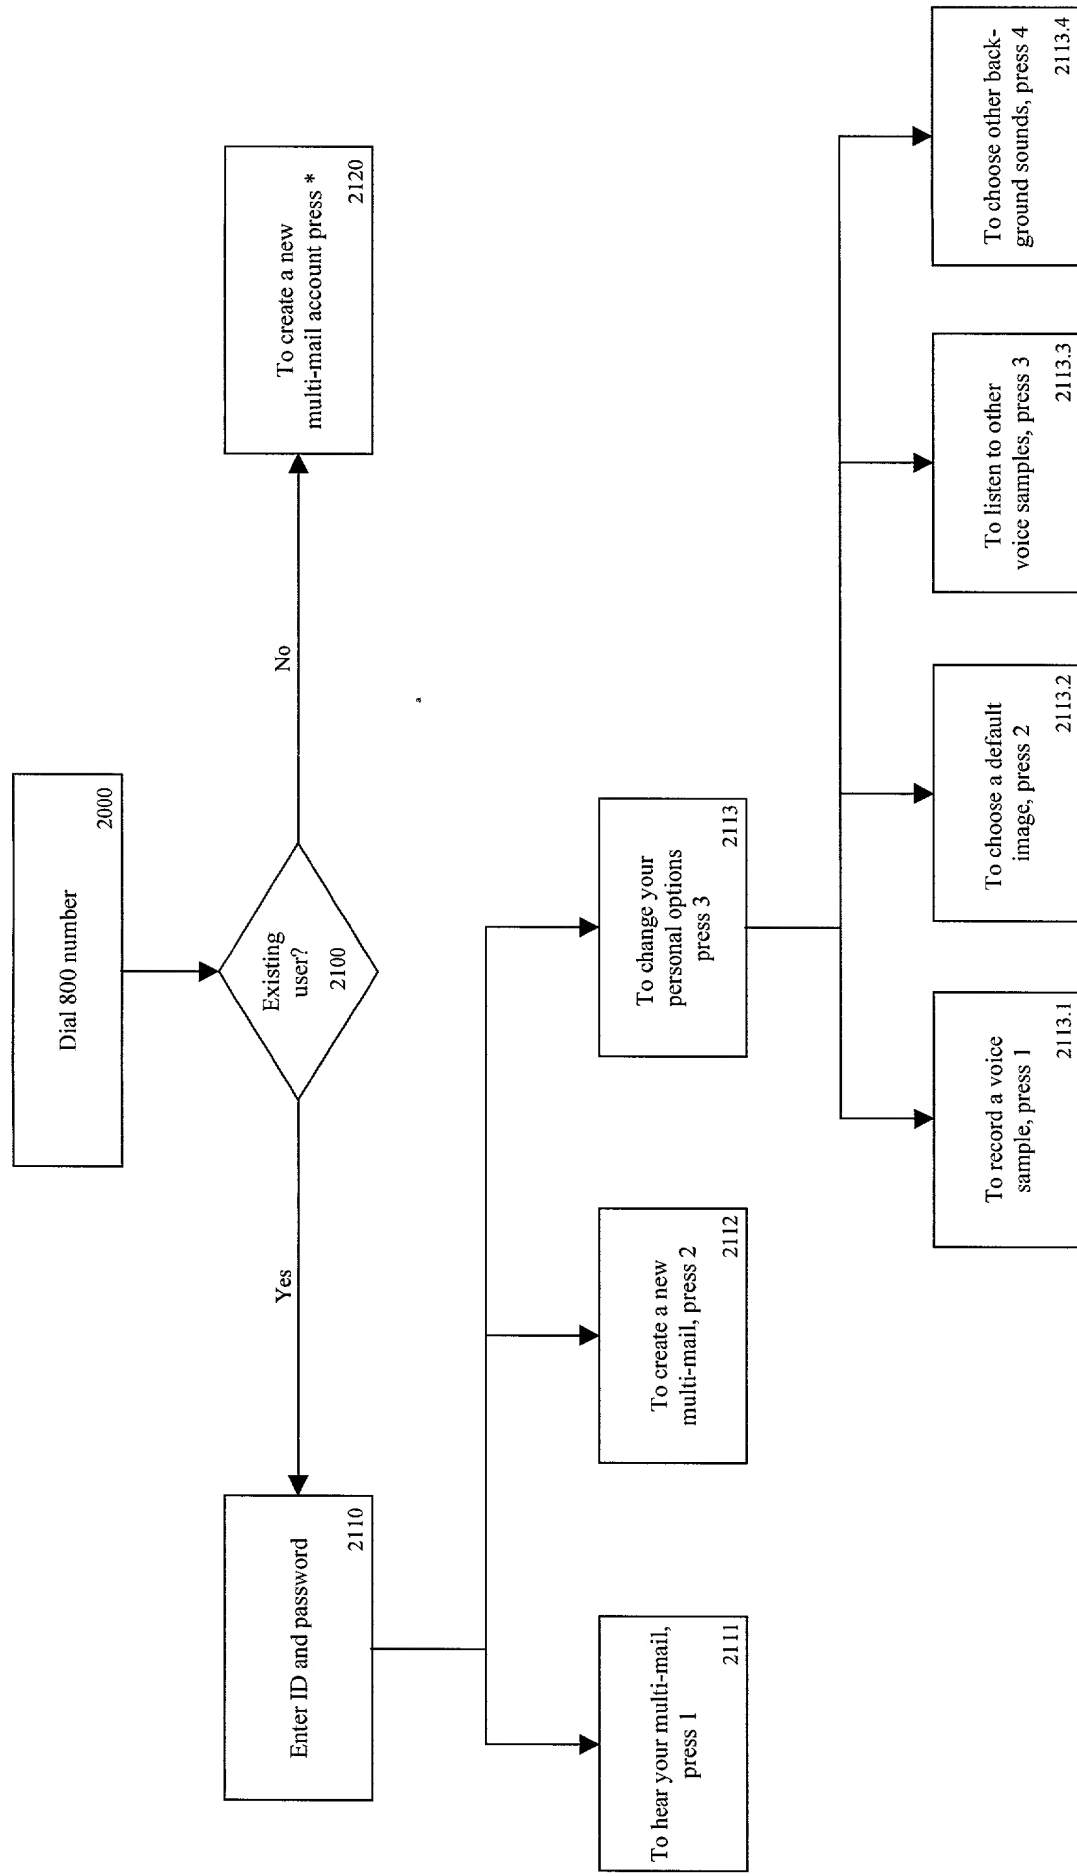 Dial 800 number
2000
Existing
user?
2100
Yes
No
Enter ID and password
2110
To create a new
multi-mail account press *
2120
To hear your multi-mail,
press 1
2111
To create a new
multi-mail, press 2
2112
To change your
personal options
press 3
2113
To record a voice
sample, press 1
2113.1
To choose a default
image, press 2
2113.2
To listen to other
voice samples, press 3
2113.3
To choose other back-
ground sounds, press 4
2113.4